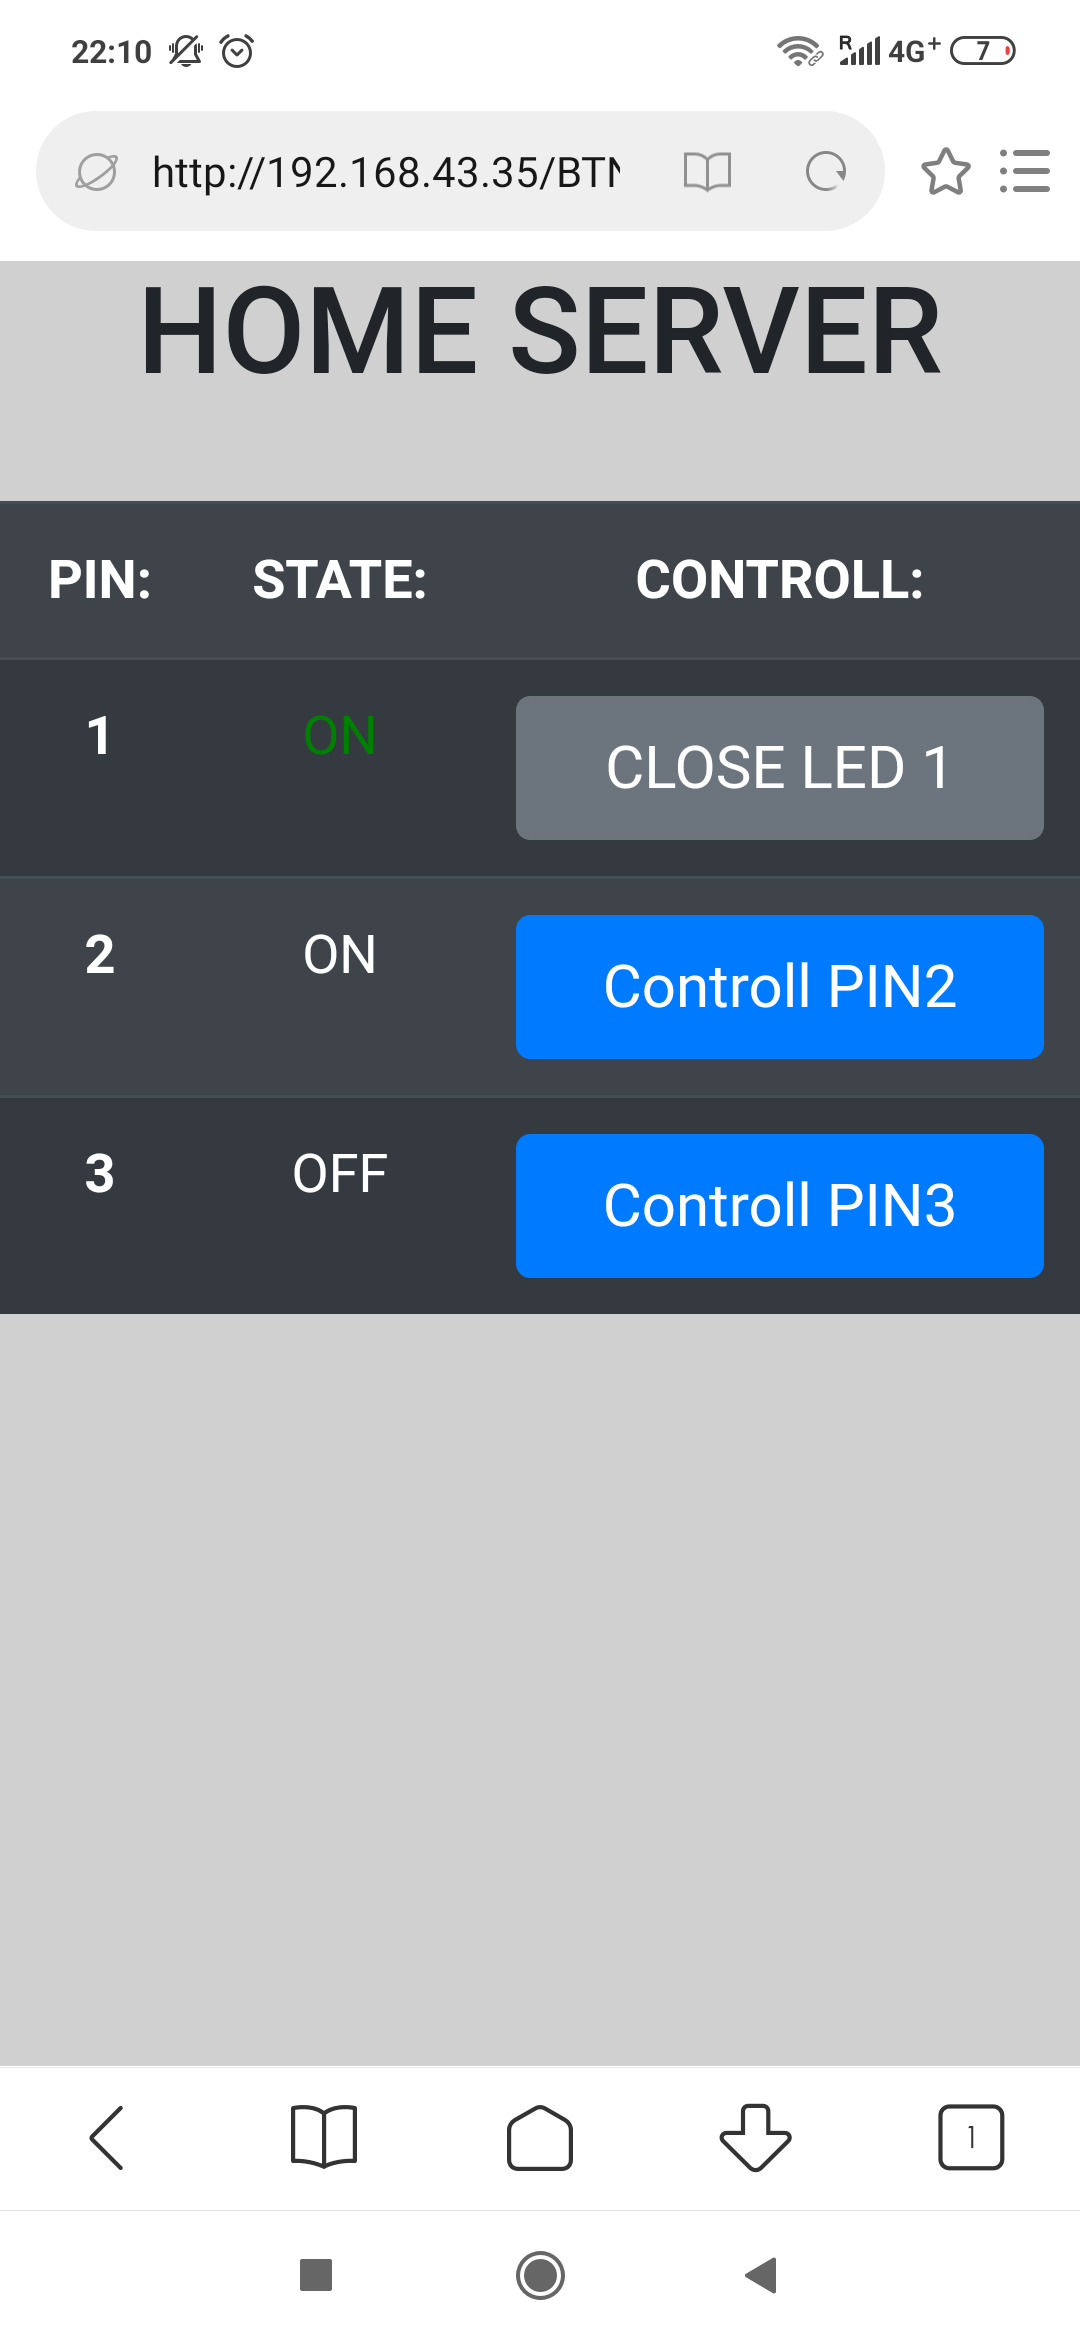 22:10 R 4G+ 7
http://192.168.43.35/BTN
HOME SERVER
PIN: STATE: CONTROLL:
1 ON CLOSE LED 1
2 ON Controll PIN2
3 OFF Controll PIN3
1